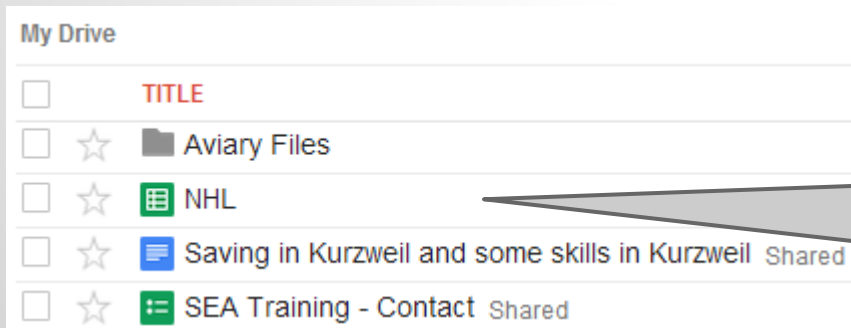 My Drive
TITLE
Aviary Files
NHL
Saving in Kurzweil and some skills in Kurzweil Shared
SEA Training - Contact Shared